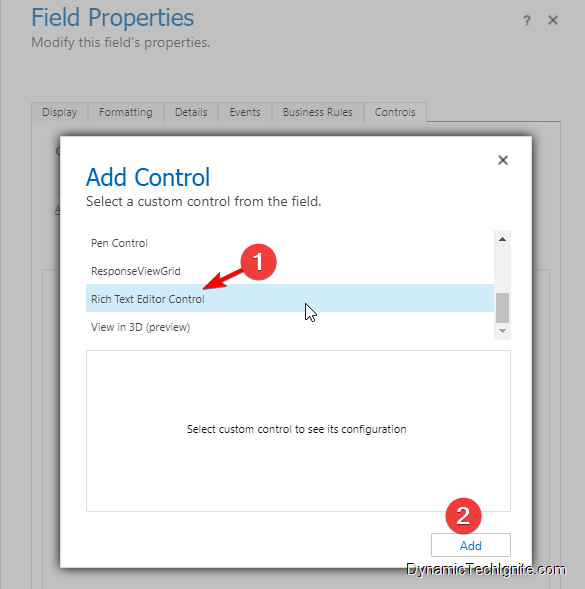 Field Properties
? ×
Modify this field's properties.
Display Formatting Details Events Business Rules Controls
Add Control
Select a custom control from the field.
Pen Control
1
ResponseViewGrid
Rich Text Editor Control
View in 3D (preview)
Select custom control to see its configuration
2
Add
DynamicTechIgnite.com